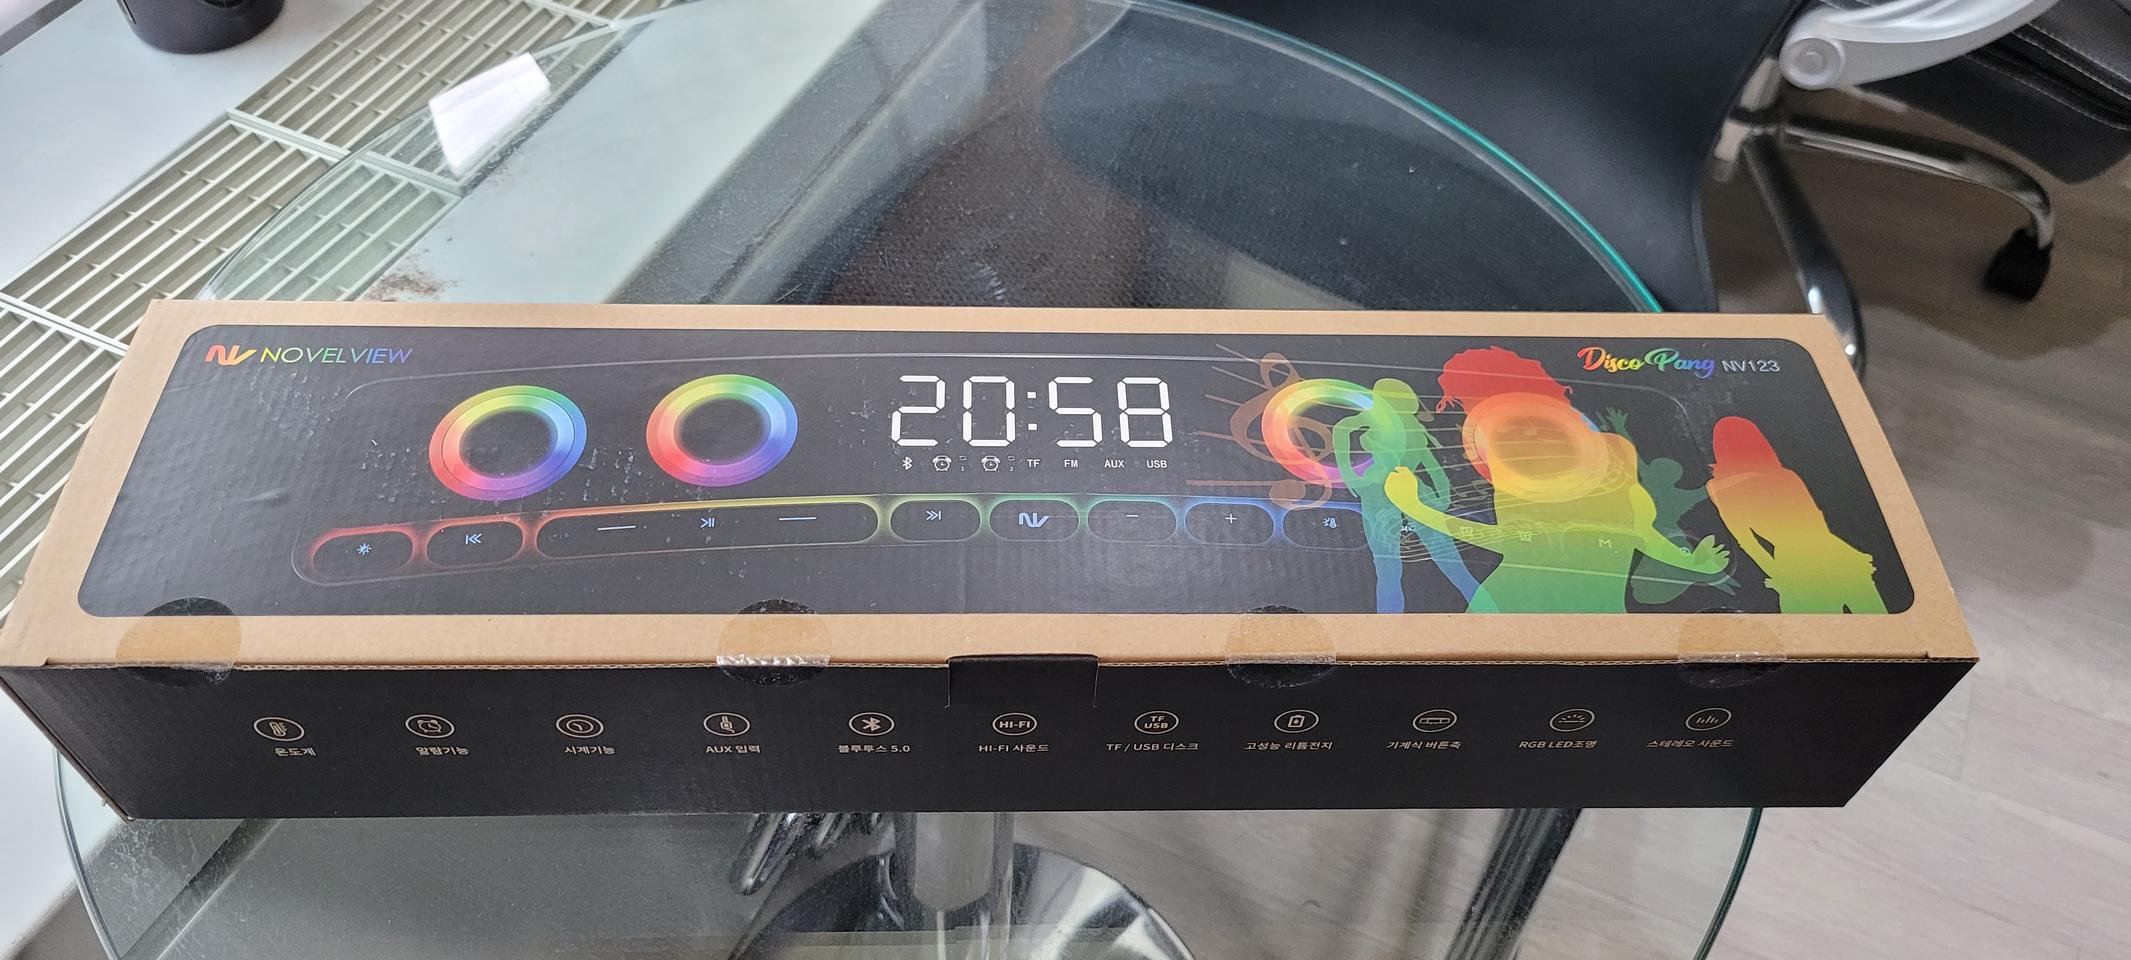 NOVELVIEW
Disco Pang NV123
20:58
1 2 TF FM AUX USB
M
온도계
알람기능
시계기능
AUX 입력
블루투스 5.0
HI-FI
HI-FI 사운드
TF
USB
TF / USB 디스크
고성능 리튬전지
기계식 버튼축
RGB LED조명
스테레오 사운드